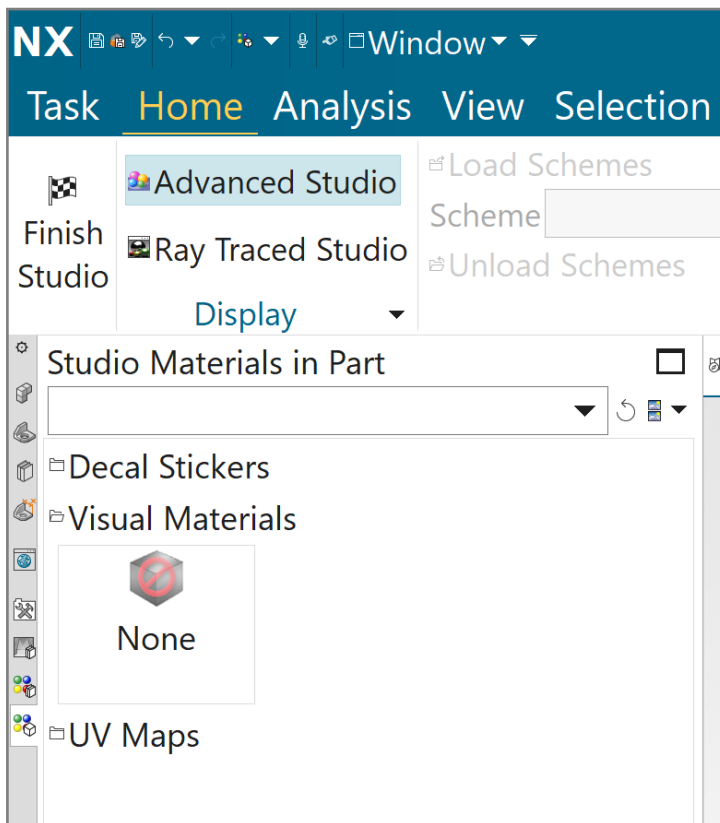 NX Window
Task Home Analysis View Selection
Finish
Studio
Advanced Studio
Ray Traced Studio
Display
Load Schemes
Scheme
Unload Schemes
Studio Materials in Part
Decal Stickers
Visual Materials
None
UV Maps